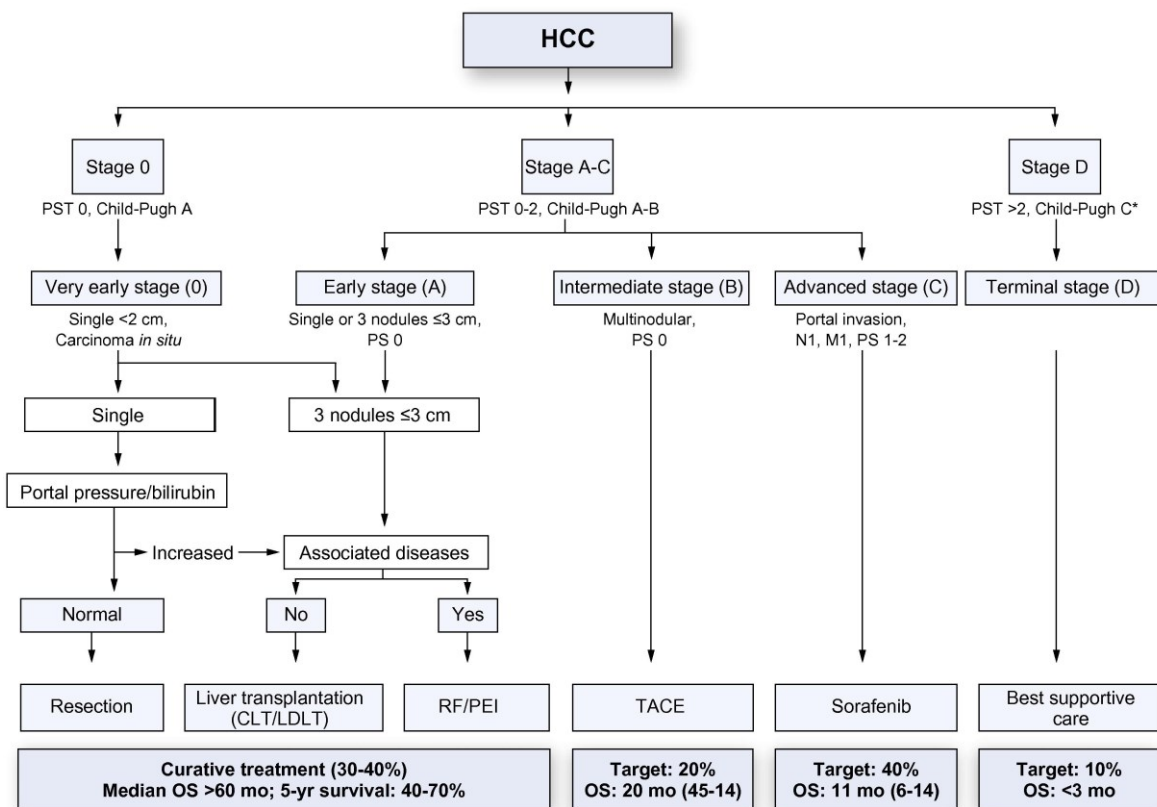 HCC
Stage 0
Stage A-C
Stage D
PST 0, Child-Pugh A
PST 0-2, Child-Pugh A-B
PST >2, Child-Pugh C*
Very early stage (0)
Early stage (A)
Intermediate stage (B)
Advanced stage (C)
Terminal stage (D)
Single <2 cm,
Carcinoma in situ
Single or 3 nodules ≤3 cm,
PS 0
Multinodular,
PS 0
Portal invasion,
N1, M1, PS 1-2
Single
3 nodules ≤3 cm
Portal pressure/bilirubin
Increased
Associated diseases
Normal
No
Yes
Resection
Liver transplantation
(CLT/LDLT)
RF/PEI
TACE
Sorafenib
Best supportive
care
Curative treatment (30-40%)
Median OS >60 mo; 5-yr survival: 40-70%
Target: 20%
OS: 20 mo (45-14)
Target: 40%
OS: 11 mo (6-14)
Target: 10%
OS: <3 mo